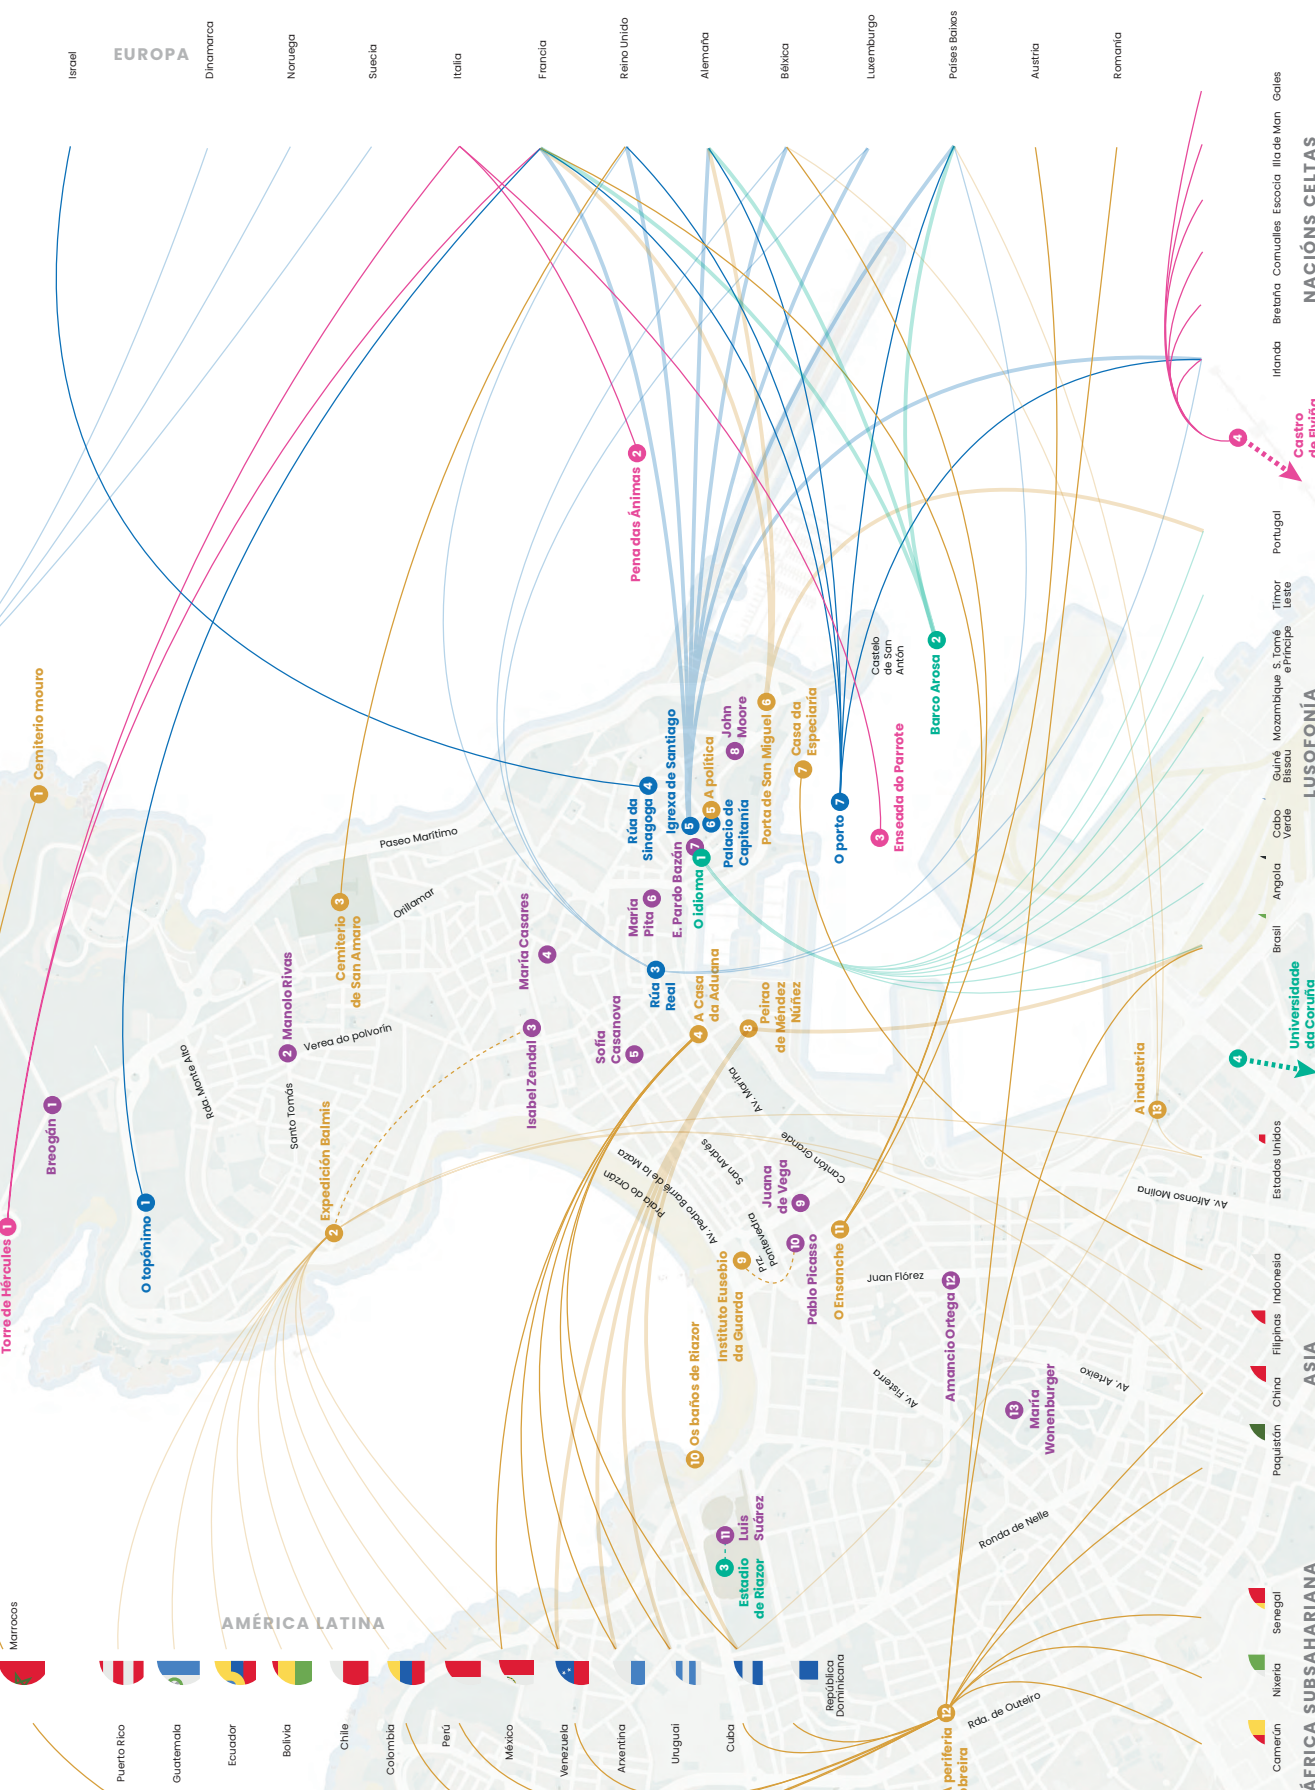 EUROPA
Israel
Dinamarca
Noruega
Suecia
Italia
Francia
Reino Unido
Alemaña
Bélxica
Luxemburgo
Países Baixos
Austria
Romanía
NACIÓNS CELTAS
Gales
Illa de Man
Escocia
Cornualles
Bretaña
Irlanda
4
Castro
LUSOFONÍA
Portugal
Timor
Leste
S. Tomé
e Príncipe
Mozambique
Guiné
Bissau
Cabo
Verde
Angola
Brasil
4
Universidade
da Coruña
Estados Unidos
ASIA
Indonesia
Filipinas
China
Paquistán
SUBSAHARIANA
Senegal
Nixeria
Camerún
AMÉRICA LATINA
Marrocos
Puerto Rico
Guatemala
Ecuador
Bolivia
Chile
Colombia
Perú
México
Venezuela
Arxentina
Uruguai
Cuba
República
Dominicana
1 Cemiterio mouro
Torre de Hércules 1
Breogán 1
O topónimo 1
2 Manolo Rivas
Expedición Balmis
2
3
Cemiterio
de San Amaro
Pena das Ánimas 2
Rúa da
Sinagoga 4
Igrexa de Santiago
5
5 A política
6
Palacio de
Capitanía
John
Moore
8
Porta de San Miguel 6
7 Casa da
Especiaría
O porto 7
3 Enseada do Parrote
Castelo
de San
Antón
Barco Arosa 2
E. Pardo Bazán 7
O idioma 1
María
Pita 6
María Casares
4
Isabel Zendal 3
Sofía
Casanova
5
3
Rúa
Real
4 A Casa
da Aduana
8 Peirao
de Méndez
Núñez
Juana
de Vega
9
10
Pablo Picasso
Instituto Eusebio
da Guarda
9
O Ensanche 11
10 Os baños de Riazor
11 Luis
Suárez
3
Estadio
de Riazor
Amancio Ortega 12
13
María
Wonenburger
A industria
13
12
periferia
obreira
Paseo Marítimo
Orillamar
Verea do polvorín
Rda. Monte Alto
Santo Tomás
Av. Mariña
San Andrés
Cantón Grande
Av. Pedro Barrié de la Maza
Praia do Orzán
Prz.
Pontevedra
Juan Flórez
Av. Fisterra
Av. Arteixo
Av. Alfonso Molina
Ronda de Nelle
Rda. de Outeiro